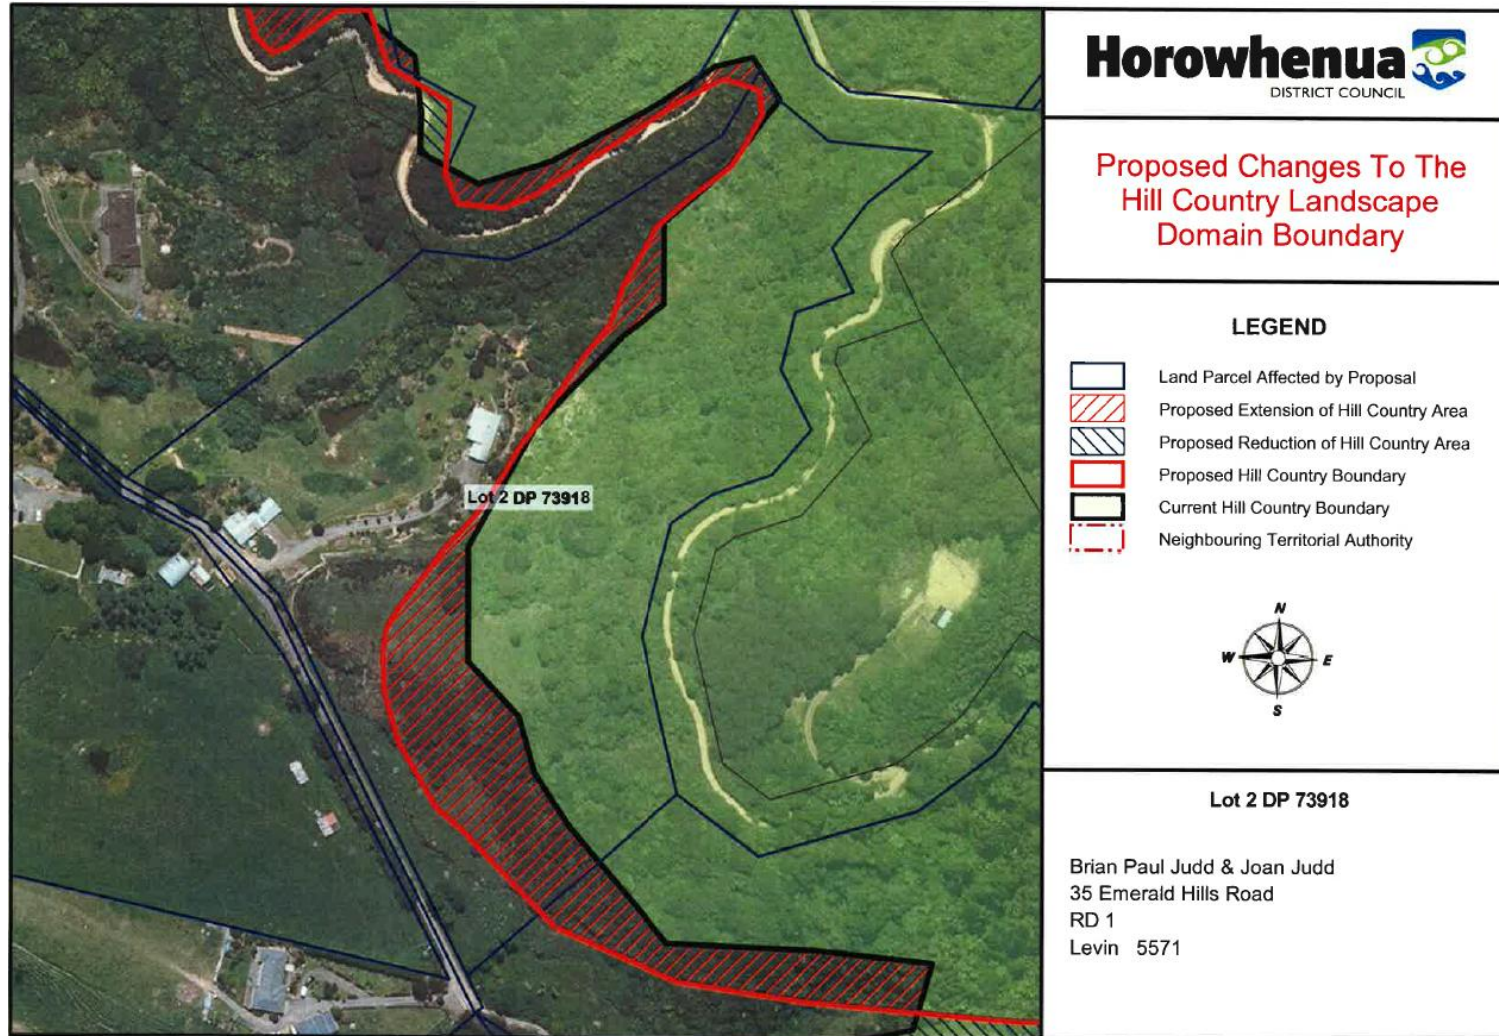 Horowhenua
DISTRICT COUNCIL
Proposed Changes To The
Hill Country Landscape
Domain Boundary
LEGEND
Land Parcel Affected by Proposal
Proposed Extension of Hill Country Area
Proposed Reduction of Hill Country Area
Proposed Hill Country Boundary
Current Hill Country Boundary
Neighbouring Territorial Authority
N
W E
S
Lot 2 DP 73918
Lot 2 DP 73918
Brian Paul Judd & Joan Judd
35 Emerald Hills Road
RD 1
Levin 5571